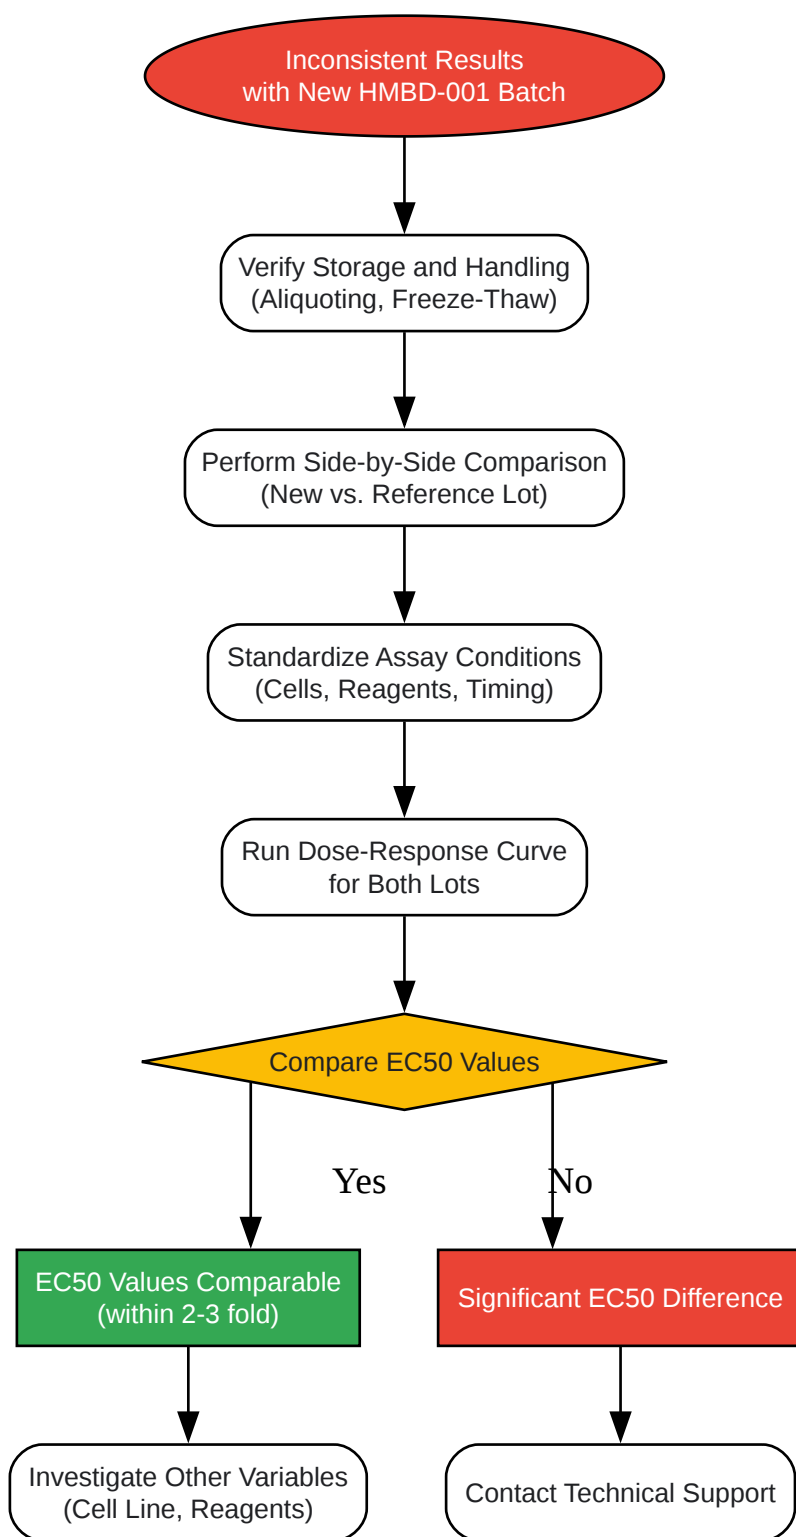 Inconsistent Results
with New HMBD-001 Batch
Verify Storage and Handling
(Aliquoting, Freeze-Thaw)
Perform Side-by-Side Comparison
(New vs. Reference Lot)
Standardize Assay Conditions
(Cells, Reagents, Timing)
Run Dose-Response Curve
for Both Lots
Compare EC50 Values
Yes
No
EC50 Values Comparable
(within 2-3 fold)
Significant EC50 Difference
Investigate Other Variables
(Cell Line, Reagents)
Contact Technical Support